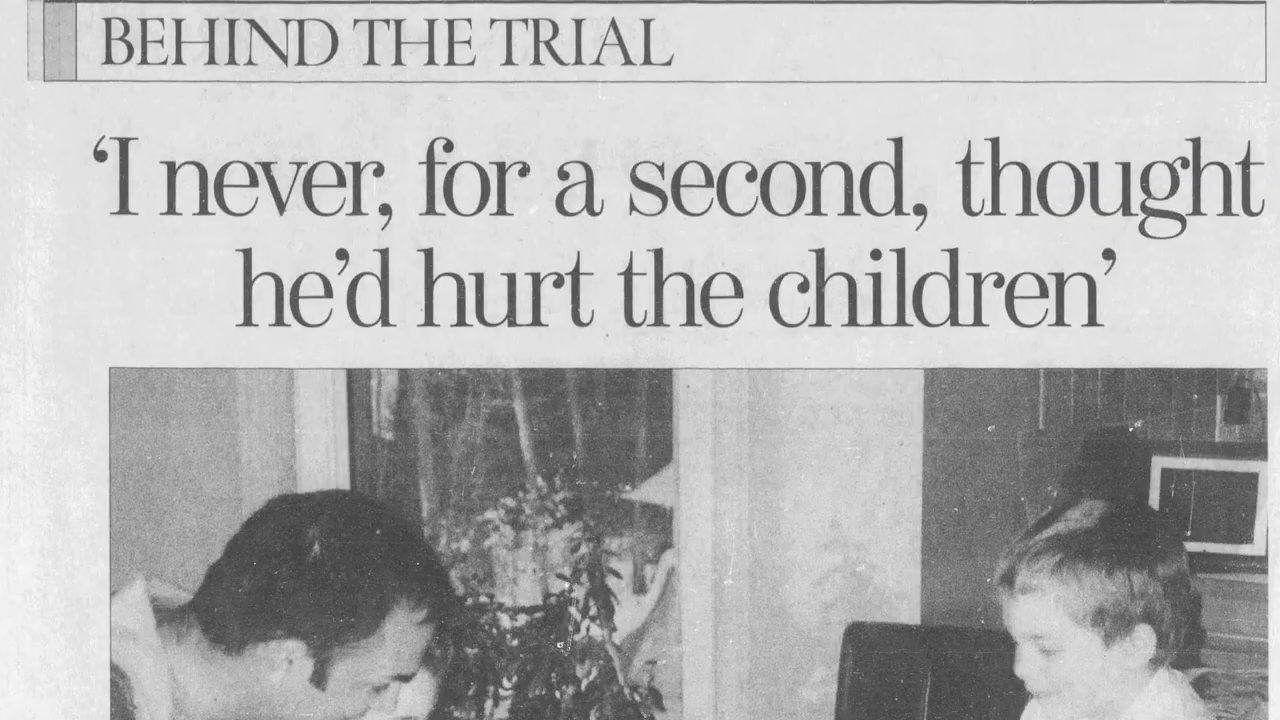 BEHIND THE TRIAL
‘I never, for a second, thought
he’d hurt the children’